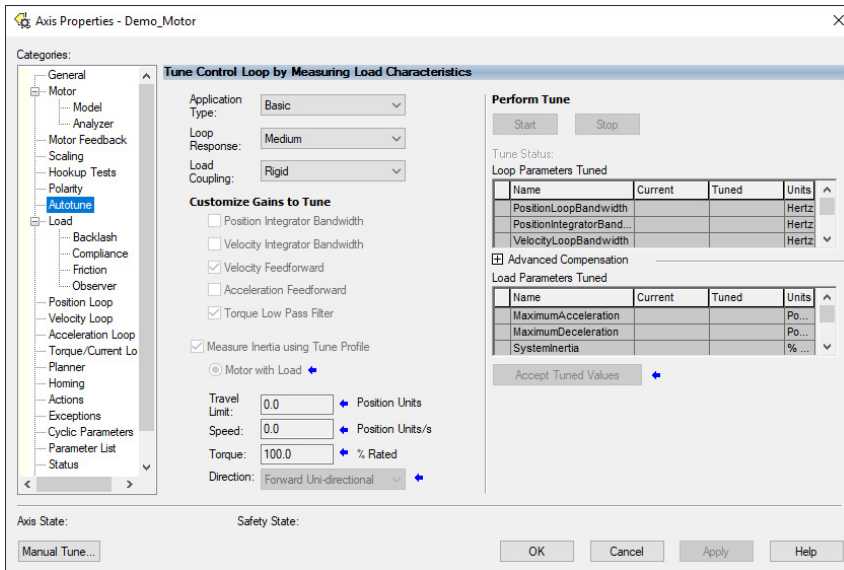 Axis Properties - Demo_Motor
Categories:
General
Motor
Model
Analyzer
Motor Feedback
Scaling
Hookup Tests
Polarity
Autotune
Load
Backlash
Compliance
Friction
Observer
Position Loop
Velocity Loop
Acceleration Loop
Torque/Current Lo
Planner
Homing
Actions
Exceptions
Cyclic Parameters
Parameter List
Status
Tune Control Loop by Measuring Load Characteristics
Application Type: Basic
Loop Response: Medium
Load Coupling: Rigid
Customize Gains to Tune
Position Integrator Bandwidth
Velocity Integrator Bandwidth
Velocity Feedforward
Acceleration Feedforward
Torque Low Pass Filter
Measure Inertia using Tune Profile
Motor with Load
Travel Limit: 0.0 Position Units
Speed: 0.0 Position Units/s
Torque: 100.0 % Rated
Direction: Forward Uni-directional
Perform Tune
Start Stop
Tune Status:
Loop Parameters Tuned
Name Current Tuned Units
PositionLoopBandwidth Hertz
PositionIntegratorBand... Hertz
VelocityLoopBandwidth Hertz
Advanced Compensation
Load Parameters Tuned
Name Current Tuned Units
MaximumAcceleration Po...
MaximumDeceleration Po...
SystemInertia % ...
Accept Tuned Values
Axis State: Safety State:
Manual Tune... OK Cancel Apply Help